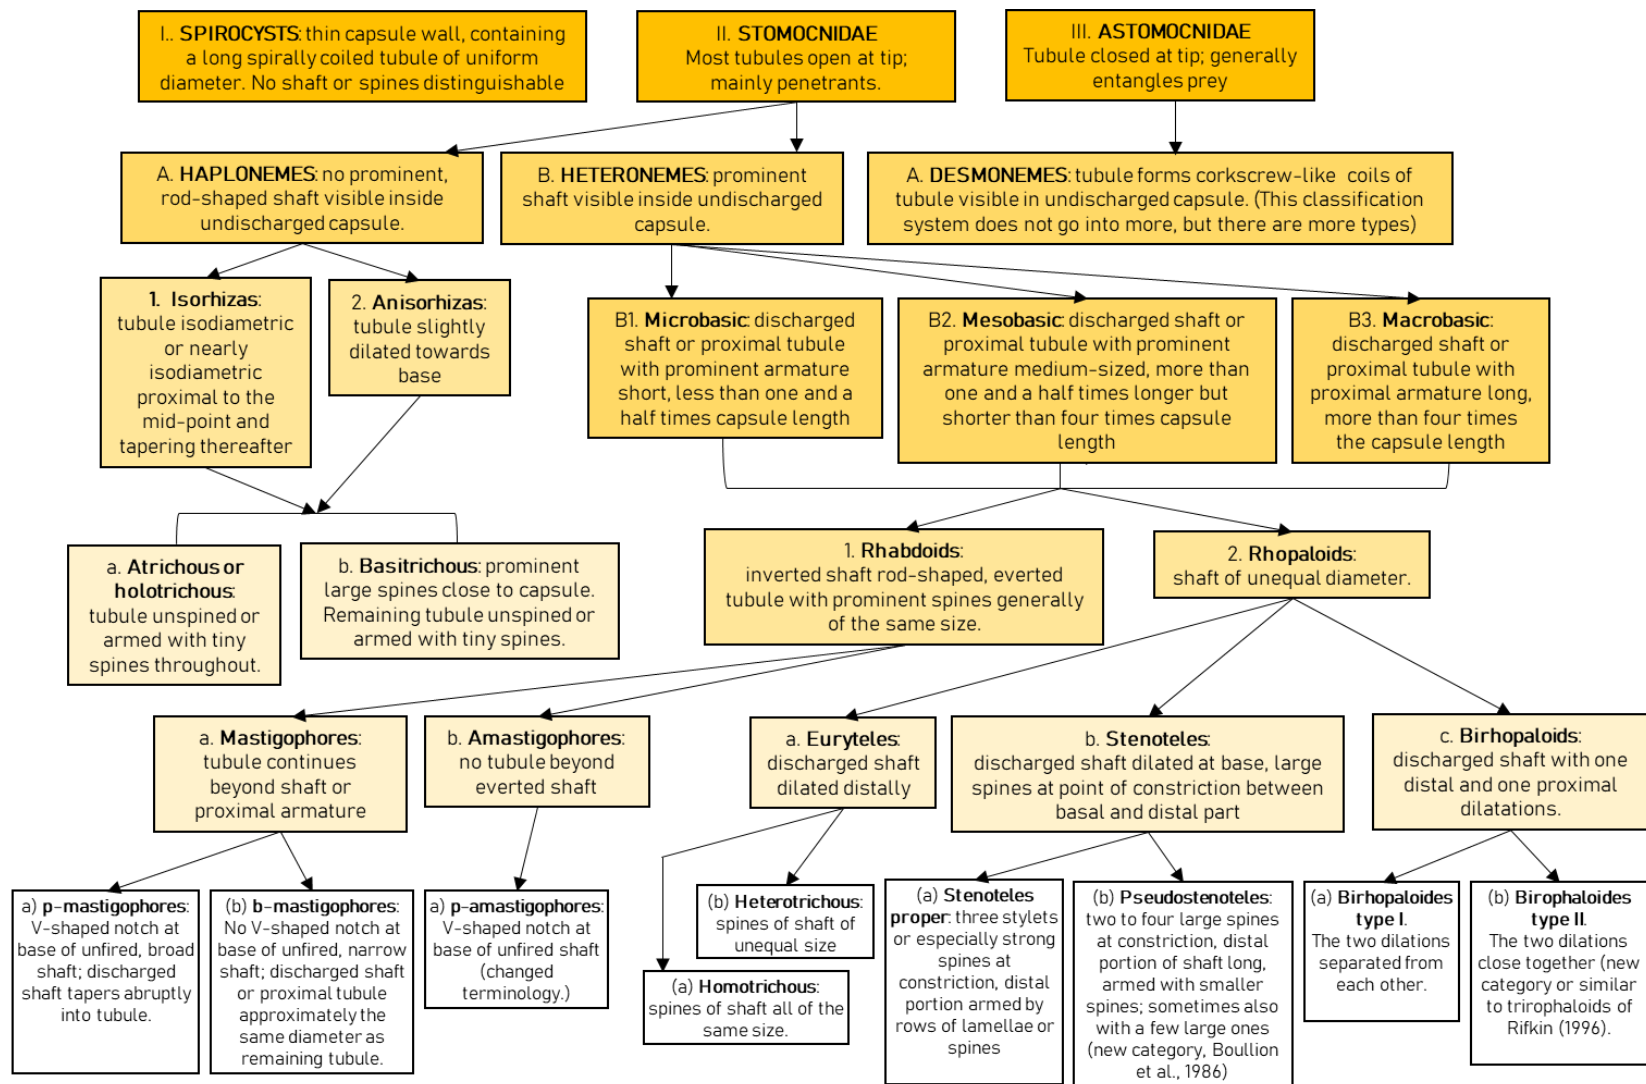 I.. SPIROCYSTS: thin capsule wall, containing
a long spirally coiled tubule of uniform
diameter. No shaft or spines distinguishable
II. STOMOCNIDAE
Most tubules open at tip;
mainly penetrants.
III. ASTOMOCNIDAE
Tubule closed at tip; generally
entangles prey
A. HAPLONEMES: no prominent,
rod-shaped shaft visible inside
undischarged capsule.
B. HETERONEMES: prominent
shaft visible inside undischarged
capsule.
A. DESMONEMES: tubule forms corkscrew-like coils of
tubule visible in undischarged capsule. (This classification
system does not go into more, but there are more types)
1. Isorhizas:
tubule isodiametric
or nearly
isodiametric
proximal to the
mid-point and
tapering thereafter
2. Anisorhizas:
tubule slightly
dilated towards
base
B1. Microbasic: discharged
shaft or proximal tubule
with prominent armature
short, less than one and a
half times capsule length
B2. Mesobasic: discharged shaft or
proximal tubule with prominent
armature medium-sized, more than
one and a half times longer but
shorter than four times capsule
length
B3. Macrobasic:
discharged shaft or
proximal tubule with
proximal armature long,
more than four times
the capsule length
a. Atrichous or
holotrichous:
tubule unspined or
armed with tiny
spines throughout.
b. Basitrichous: prominent
large spines close to capsule.
Remaining tubule unspined or
armed with tiny spines.
1. Rhabdoids:
inverted shaft rod-shaped, everted
tubule with prominent spines generally
of the same size.
2. Rhopaloids:
shaft of unequal diameter.
a. Mastigophores:
tubule continues
beyond shaft or
proximal armature
b. Amastigophores:
no tubule beyond
everted shaft
a. Euryteles:
discharged shaft
dilated distally
b. Stenoteles:
discharged shaft dilated at base, large
spines at point of constriction between
basal and distal part
c. Birhopaloids:
discharged shaft with one
distal and one proximal
dilatations.
a) p-mastigophores:
V-shaped notch at
base of unfired, broad
shaft; discharged
shaft tapers abruptly
into tubule.
(b) b-mastigophores:
No V-shaped notch at
base of unfired, narrow
shaft; discharged shaft
or proximal tubule
approximately the
same diameter as
remaining tubule.
a) p-amastigophores:
V-shaped notch at
base of unfired shaft
(changed
terminology.)
(b) Heterotrichous:
spines of shaft of
unequal size
(a) Homotrichous:
spines of shaft all of the
same size.
(a) Stenoteles
proper: three stylets
or especially strong
spines at
constriction, distal
portion armed by
rows of lamellae or
spines
(b) Pseudostenoteles:
two to four large spines
at constriction, distal
portion of shaft long,
armed with smaller
spines; sometimes also
with a few large ones
(new category, Boullion
et al., 1986)
(a) Birhopaloides
type I.
The two dilations
separated from
each other.
(b) Birophaloides
type II.
The two dilations
close together (new
category or similar
to trirophaloids of
Rifkin (1996).